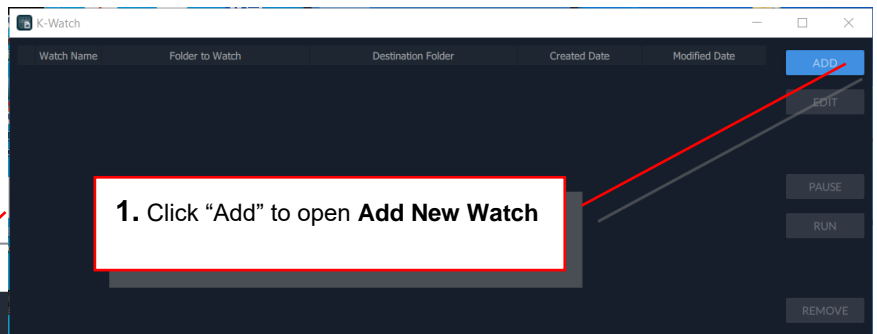 K-Watch
Watch Name Folder to Watch Destination Folder Created Date Modified Date
ADD
EDIT
1. Click “Add” to open Add New Watch
PAUSE
RUN
REMOVE